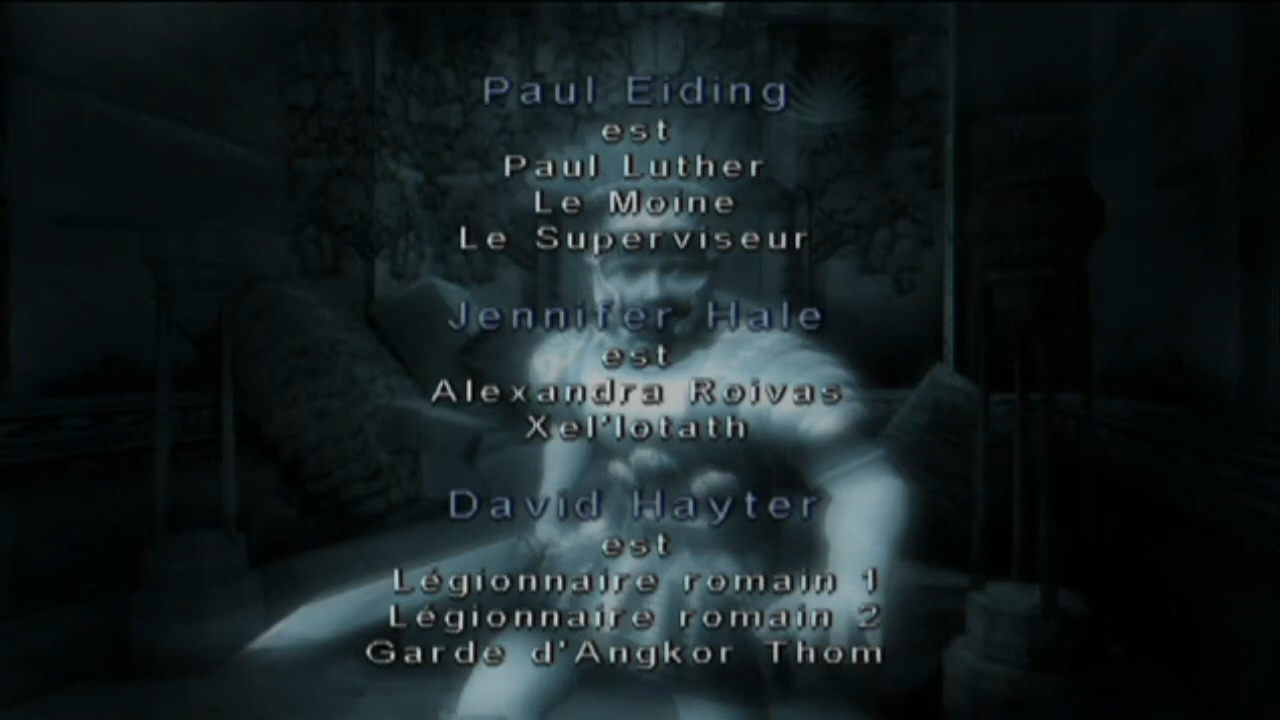 Paul Eiding
est
Paul Luther
Le Moine
Le Superviseur
Jennifer Hale
est
Alexandra Roivas
Xel'lotath
David Hayter
est
Légionnaire romain 1
Légionnaire romain 2
Garde d'Angkor Thom